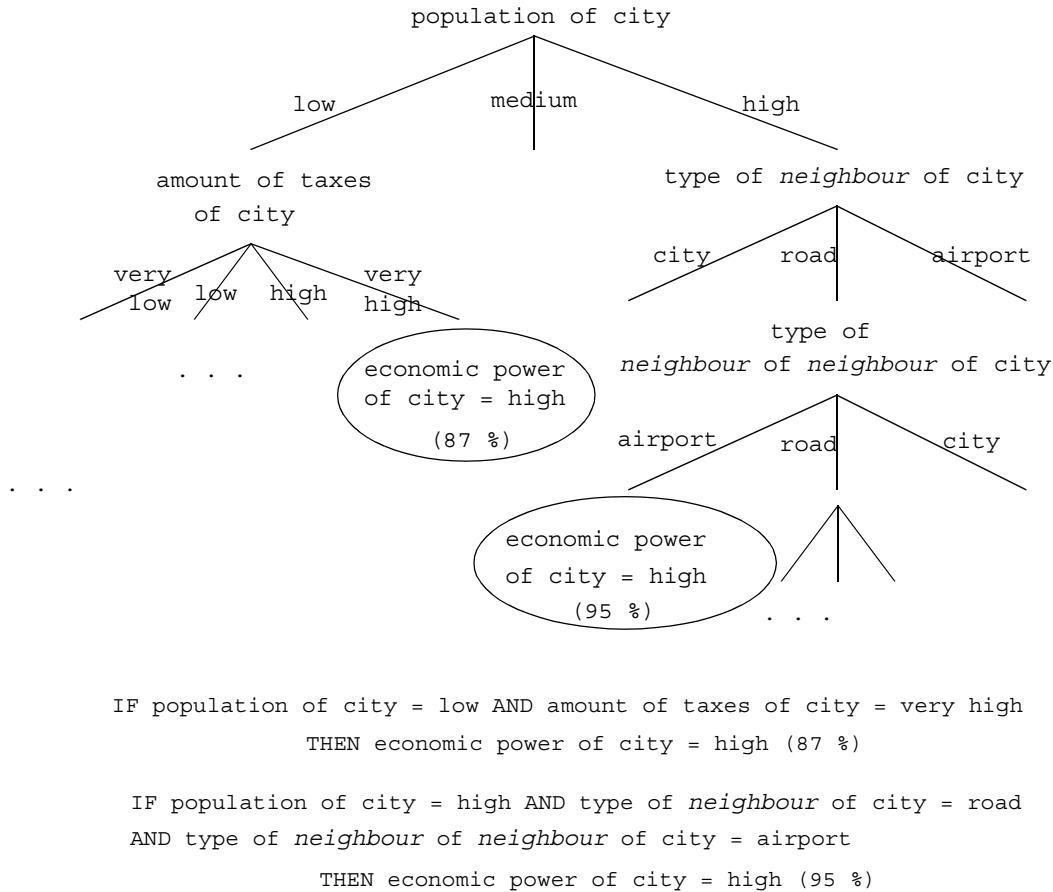 population of city
low medium high
amount of taxes
of city
type of neighbour of city
very
low
low
high
very
high
city road airport
type of
neighbour of neighbour of city
. . .
economic power
of city = high
(87 %)
airport road city
. . .
economic power
of city = high
(95 %)
. . .
IF population of city = low AND amount of taxes of city = very high
THEN economic power of city = high (87 %)
IF population of city = high AND type of neighbour of city = road
AND type of neighbour of neighbour of city = airport
THEN economic power of city = high (95 %)